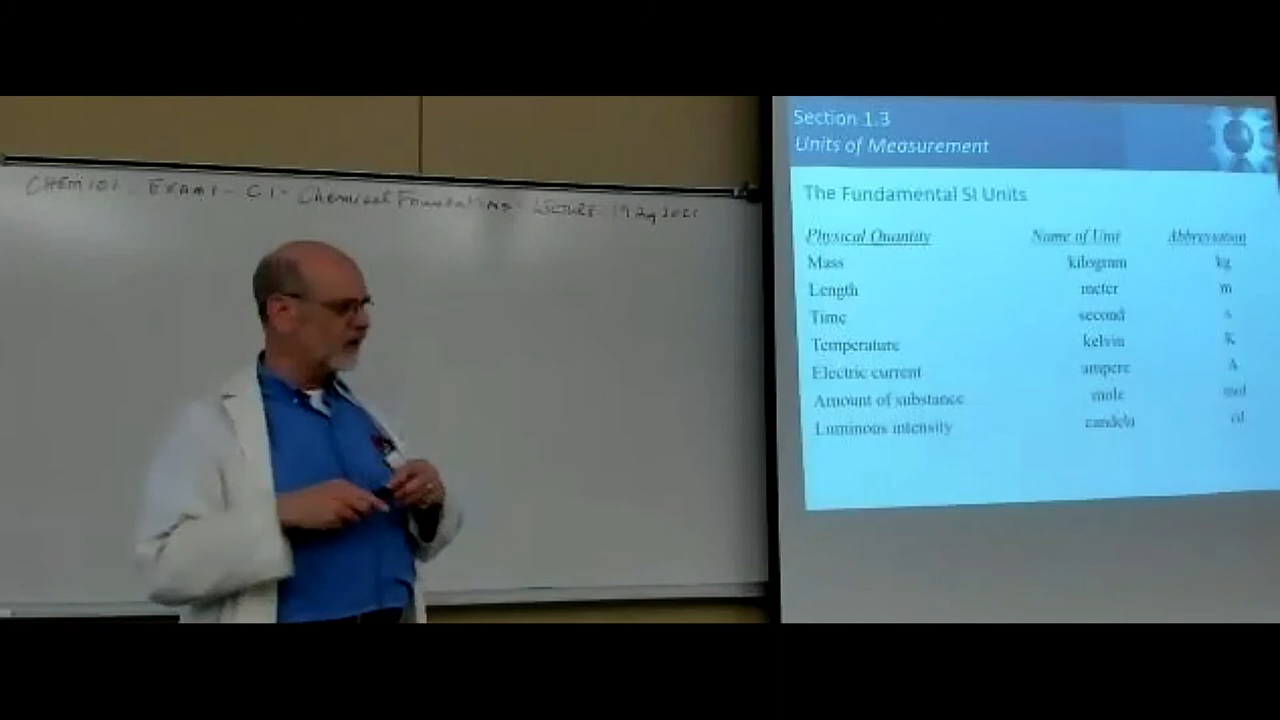 CHEM 101 - EXAM 1 - C1 - Chemical Foundations - LECTURE - 19
Section 1.3
Units of Measurement
The Fundamental SI Units
Physical Quantity Name of Unit Abbreviation
Mass kilogram kg
Length meter m
Time second s
Temperature kelvin K
Electric current ampere A
Amount of substance mole mol
Luminous intensity candela cd